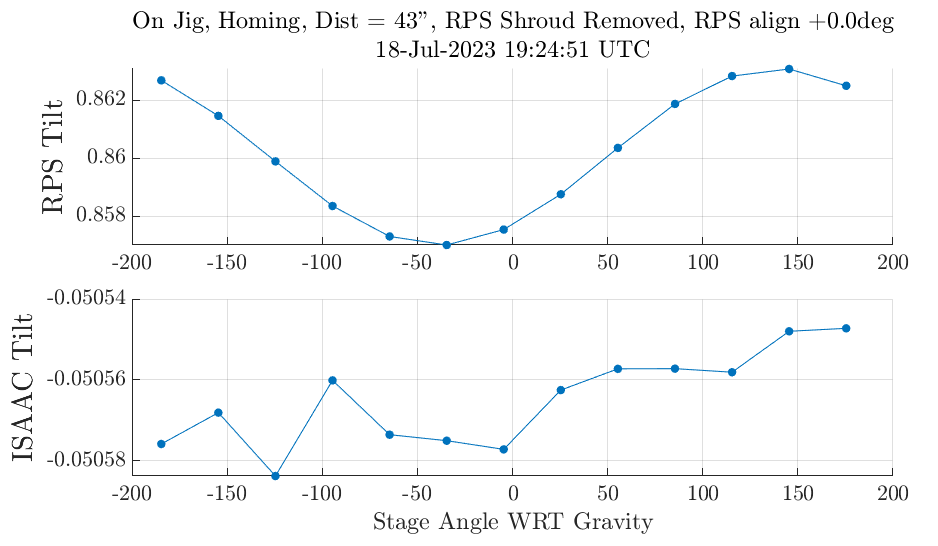 On Jig, Homing, Dist = 43”, RPS Shroud Removed, RPS align +0.0deg
18-Jul-2023 19:24:51 UTC
RPS Tilt
0.862
0.86
0.858
-200 -150 -100 -50 0 50 100 150 200
ISAAC Tilt
-0.05054
-0.05056
-0.05058
-200 -150 -100 -50 0 50 100 150 200
Stage Angle WRT Gravity